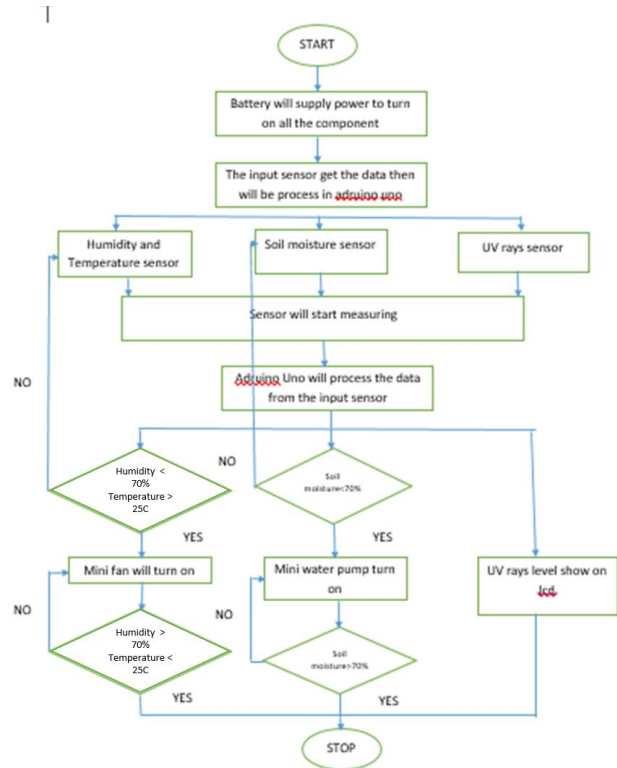 START
Battery will supply power to turn
on all the component
The input sensor get the data then
will be process in adruino uno
Humidity and
Temperature sensor
Soil moisture sensor
UV rays sensor
Sensor will start measuring
NO
Adruino Uno will process the data
from the input sensor
Humidity <
70%
Temperature >
25C
NO
Soil
moisture<70%
YES
YES
Mini fan will turn on
Mini water pump turn
on
UV rays level show on
lcd
NO
Humidity >
70%
Temperature <
25C
NO
Soil
moisture>70%
YES
YES
STOP